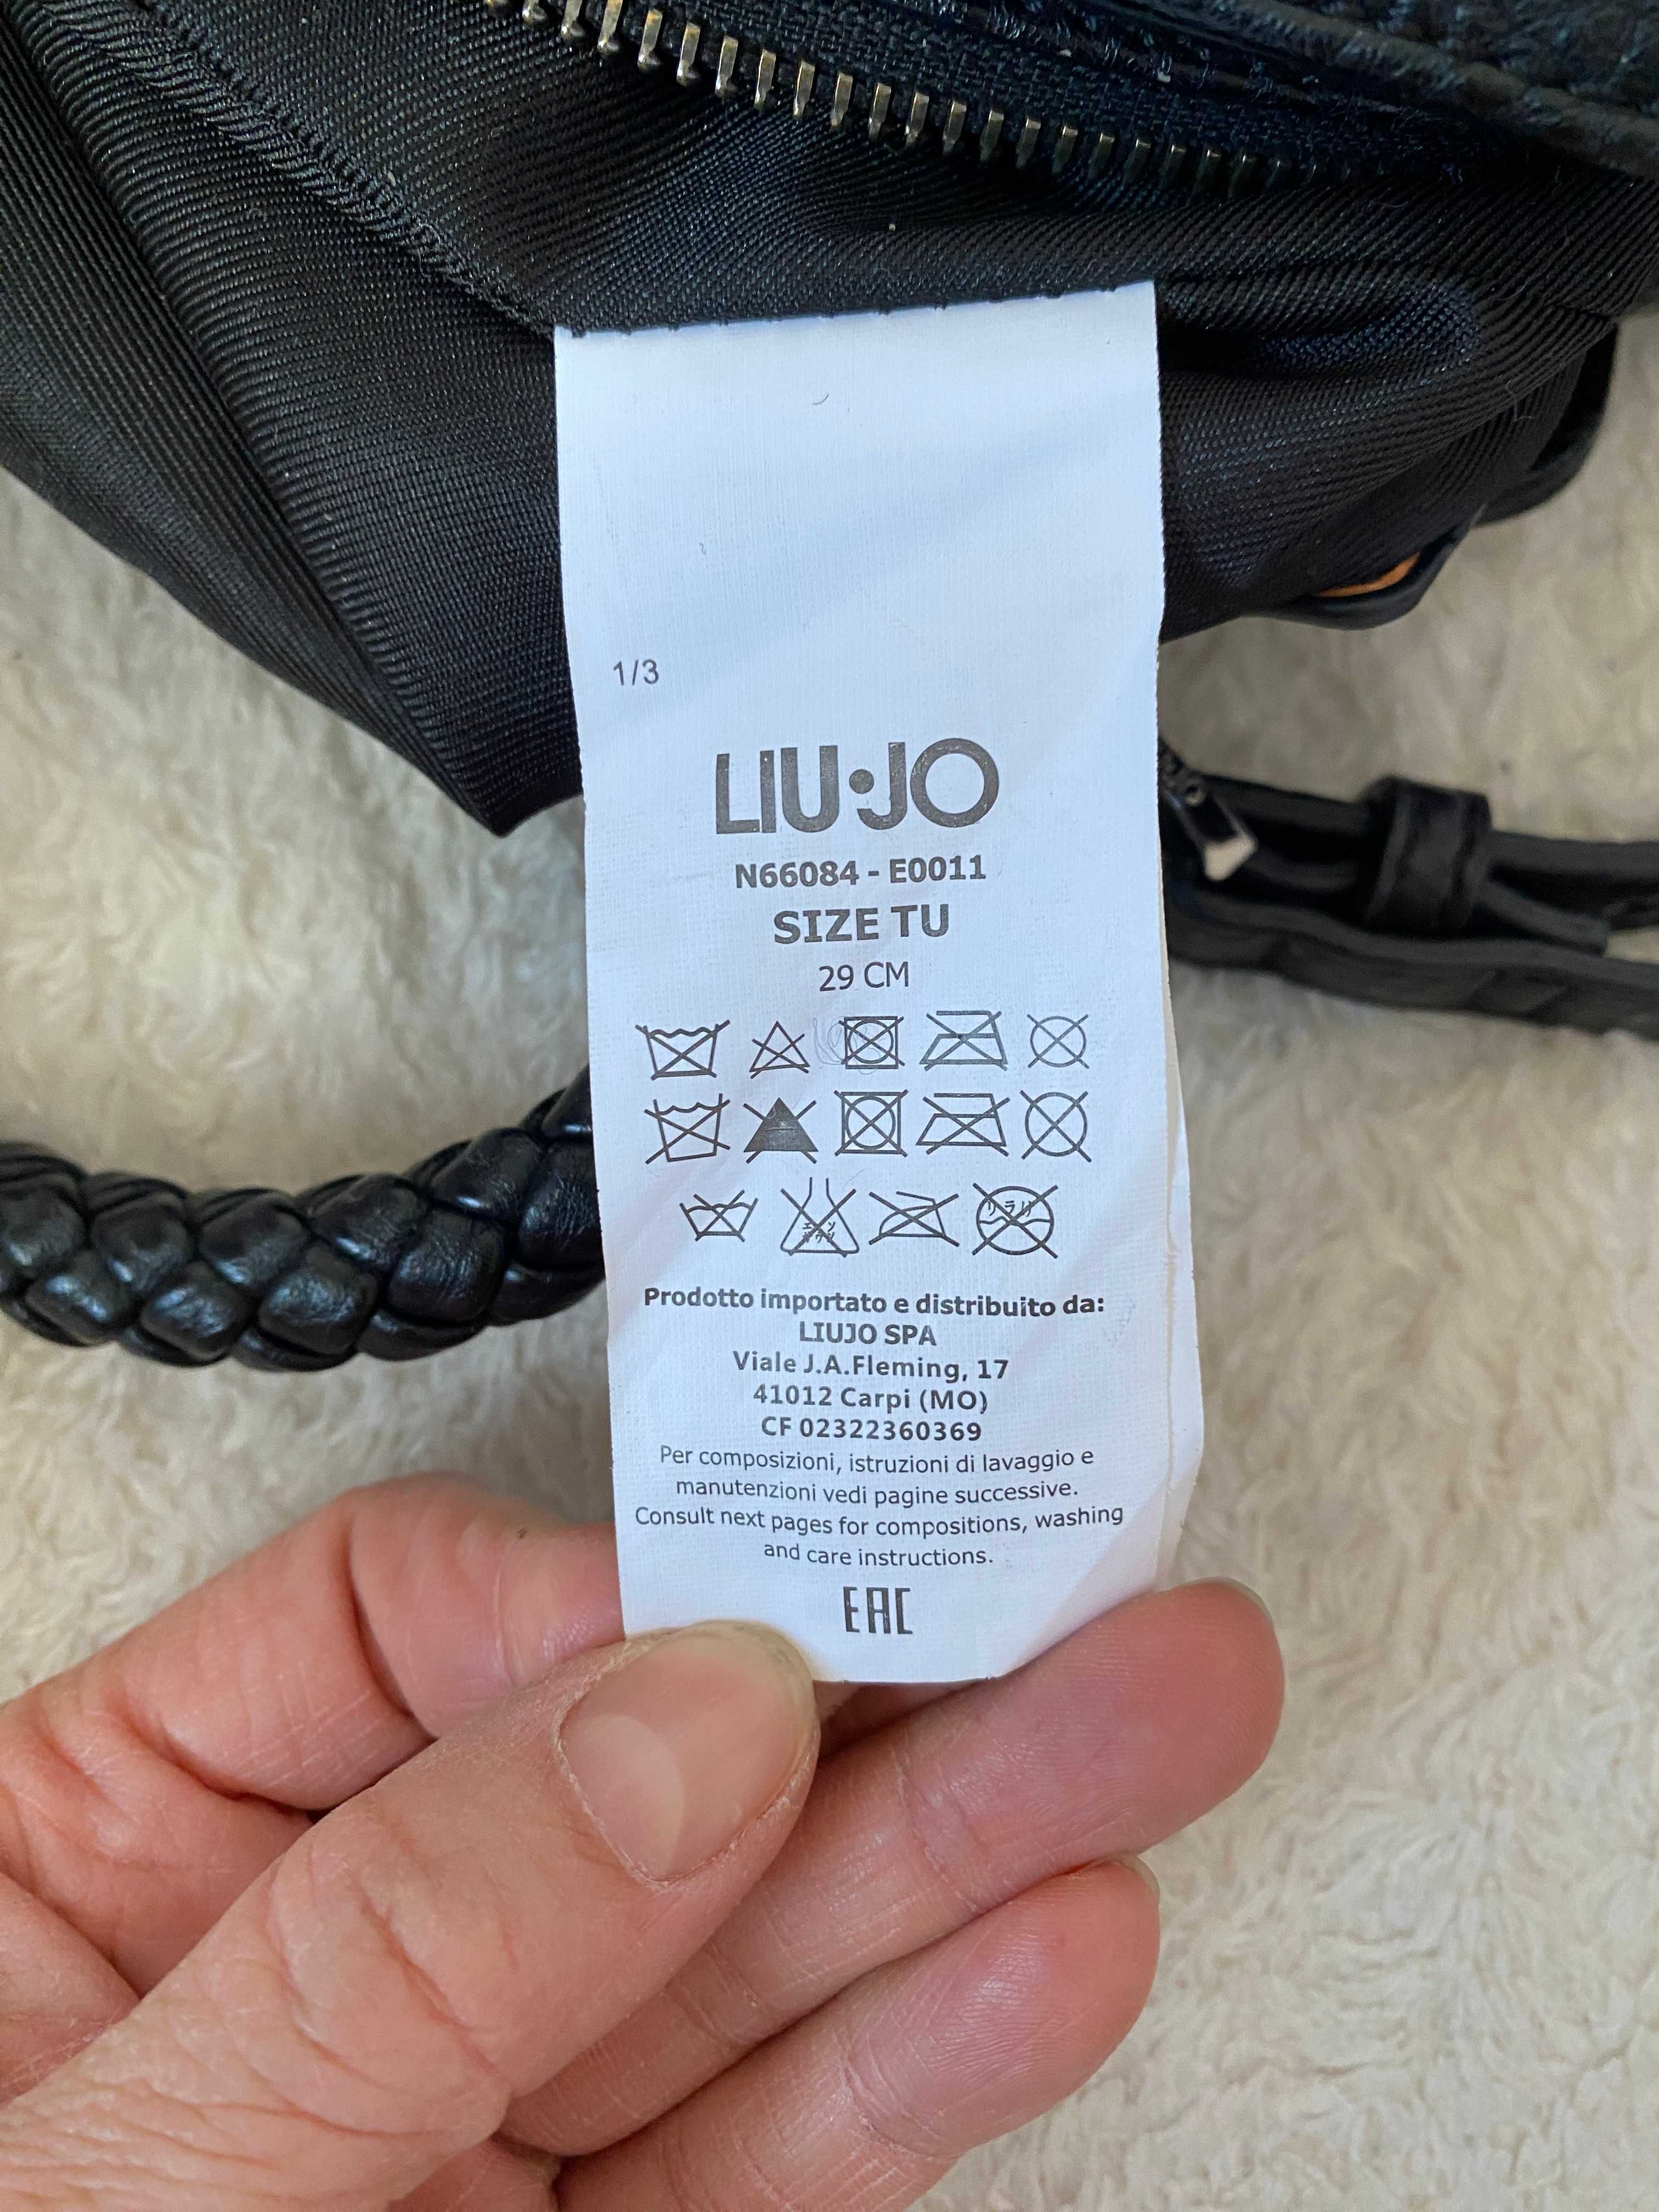 1/3
LIU·JO
N66084 - E0011
SIZE TU
29 CM
Prodotto importato e distribuito da:
LIUJO SPA
Viale J.A.Fleming, 17
41012 Carpi (MO)
CF 02322360369
Per composizioni, istruzioni di lavaggio e
manutenzioni vedi pagine successive.
Consult next pages for compositions, washing
and care instructions.
EAC